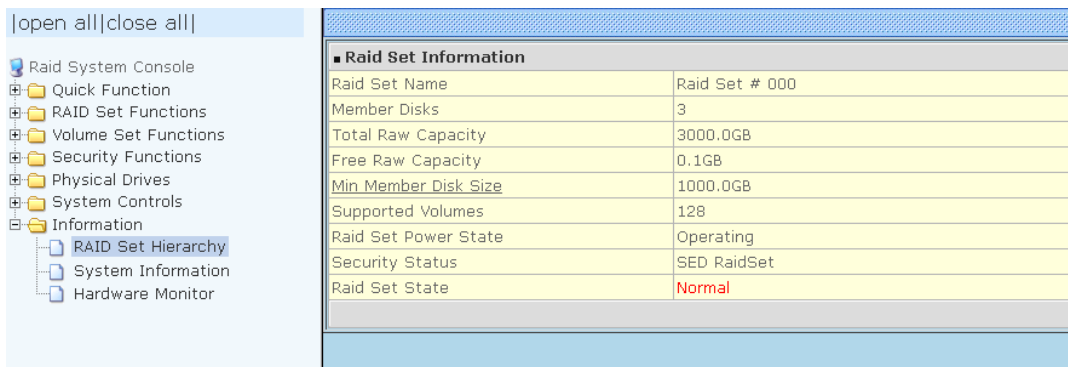 |open all|close all|
Raid System Console
Quick Function
RAID Set Functions
Volume Set Functions
Security Functions
Physical Drives
System Controls
Information
RAID Set Hierarchy
System Information
Hardware Monitor
Raid Set Information
Raid Set Name Raid Set # 000
Member Disks 3
Total Raw Capacity 3000.0GB
Free Raw Capacity 0.1GB
Min Member Disk Size 1000.0GB
Supported Volumes 128
Raid Set Power State Operating
Security Status SED RaidSet
Raid Set State Normal